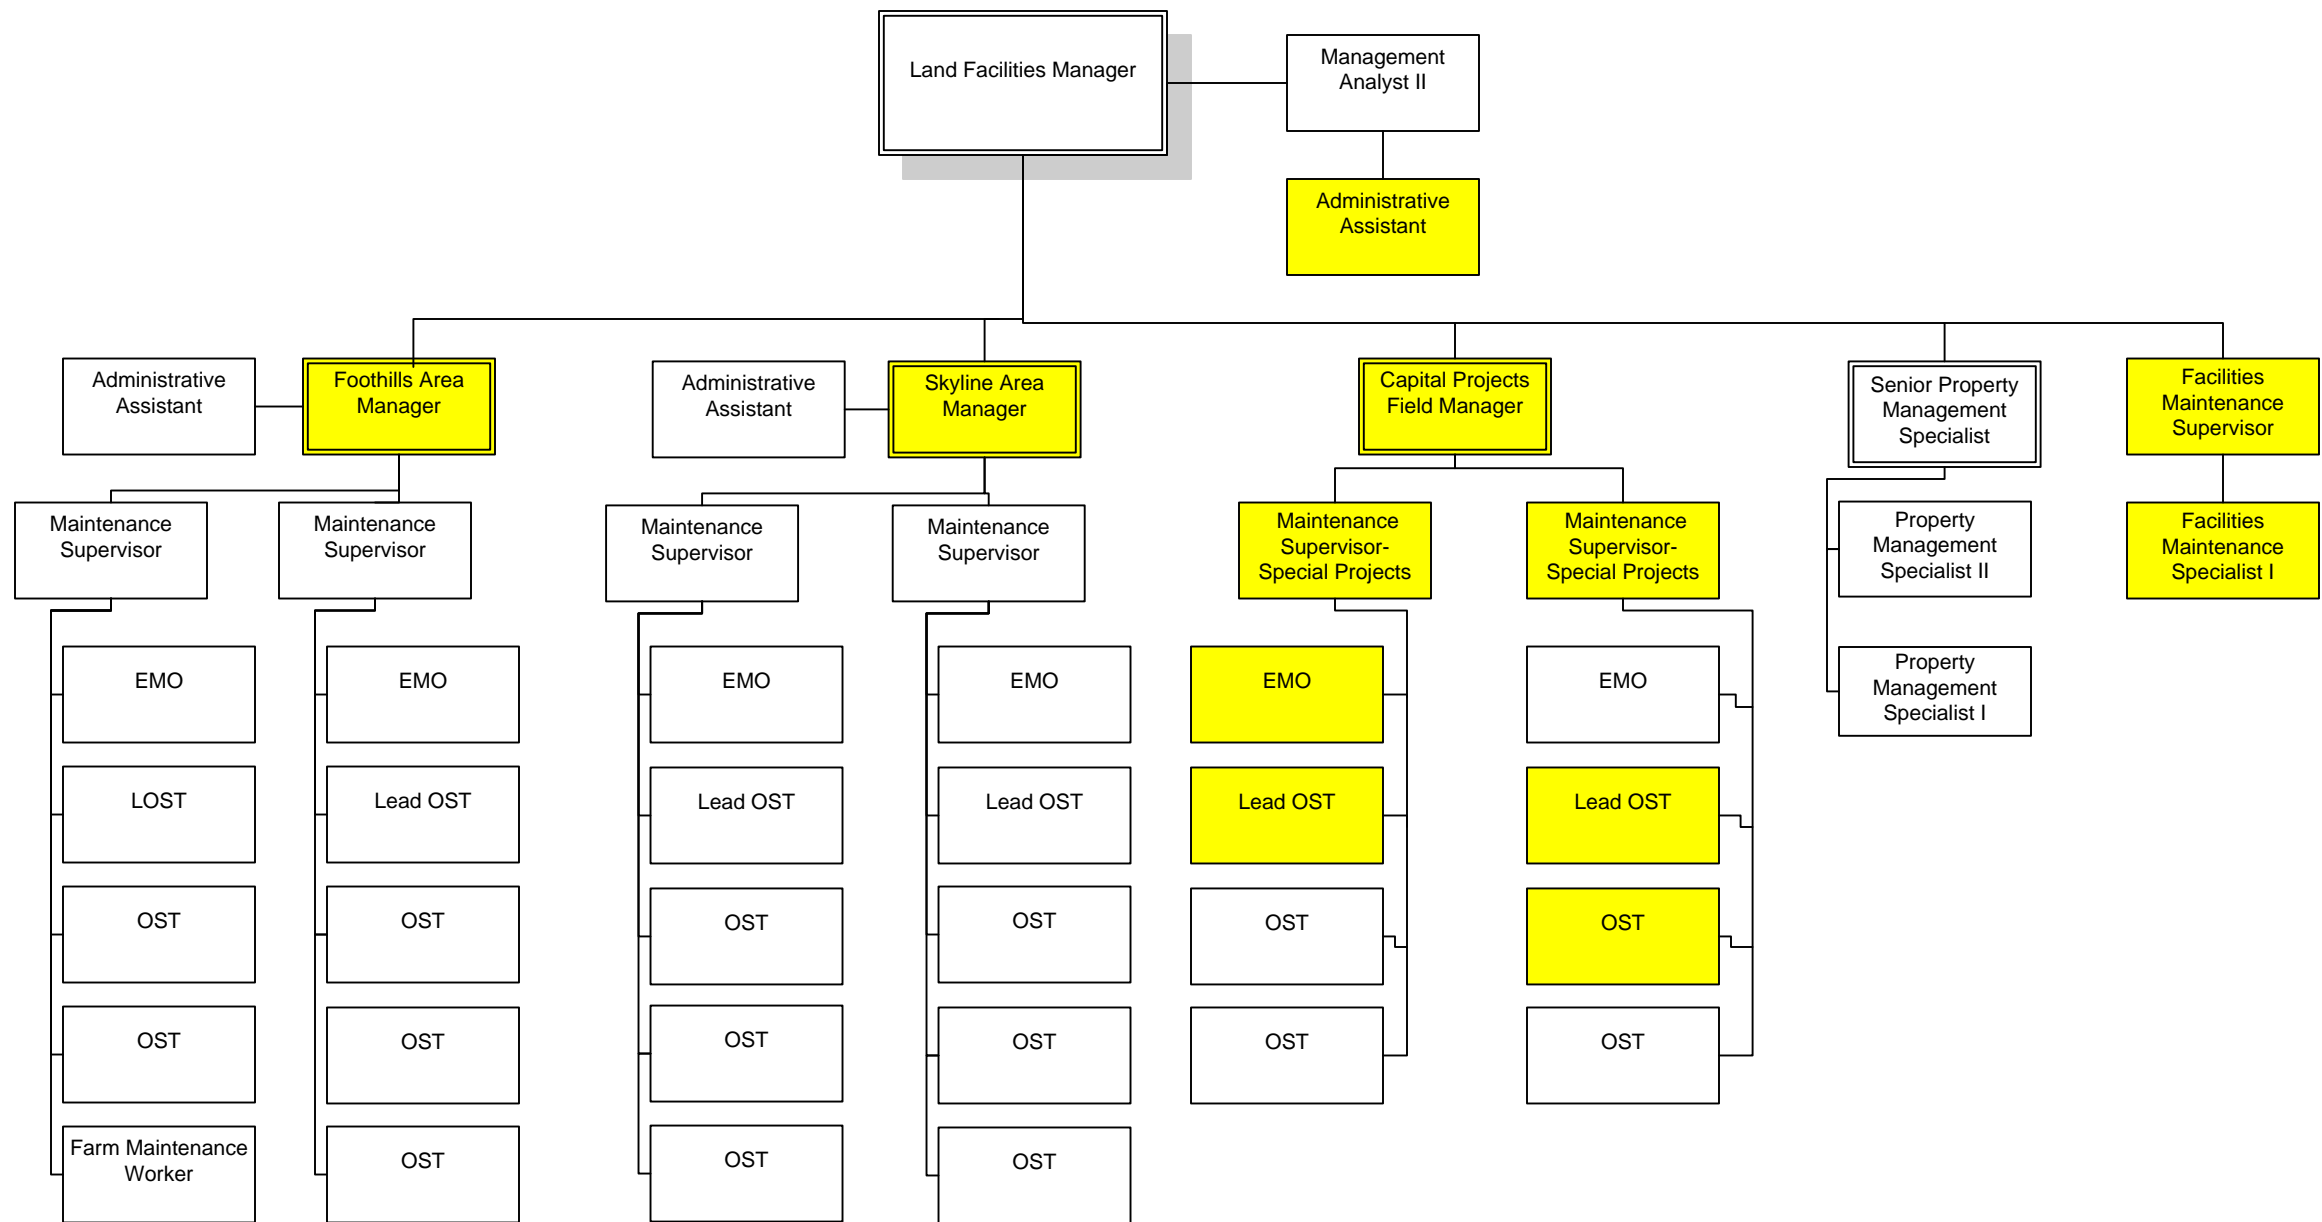 Land Facilities Manager
Management
Analyst II
Administrative
Assistant
Administrative
Assistant
Foothills Area
Manager
Administrative
Assistant
Skyline Area
Manager
Capital Projects
Field Manager
Senior Property
Management
Specialist
Facilities
Maintenance
Supervisor
Maintenance
Supervisor
Maintenance
Supervisor
Maintenance
Supervisor
Maintenance
Supervisor
Maintenance
Supervisor-
Special Projects
Maintenance
Supervisor-
Special Projects
Property
Management
Specialist II
Facilities
Maintenance
Specialist I
EMO
EMO
EMO
EMO
EMO
EMO
Property
Management
Specialist I
LOST
Lead OST
Lead OST
Lead OST
Lead OST
Lead OST
OST
OST
OST
OST
OST
OST
OST
OST
OST
OST
OST
OST
Farm Maintenance
Worker
OST
OST
OST